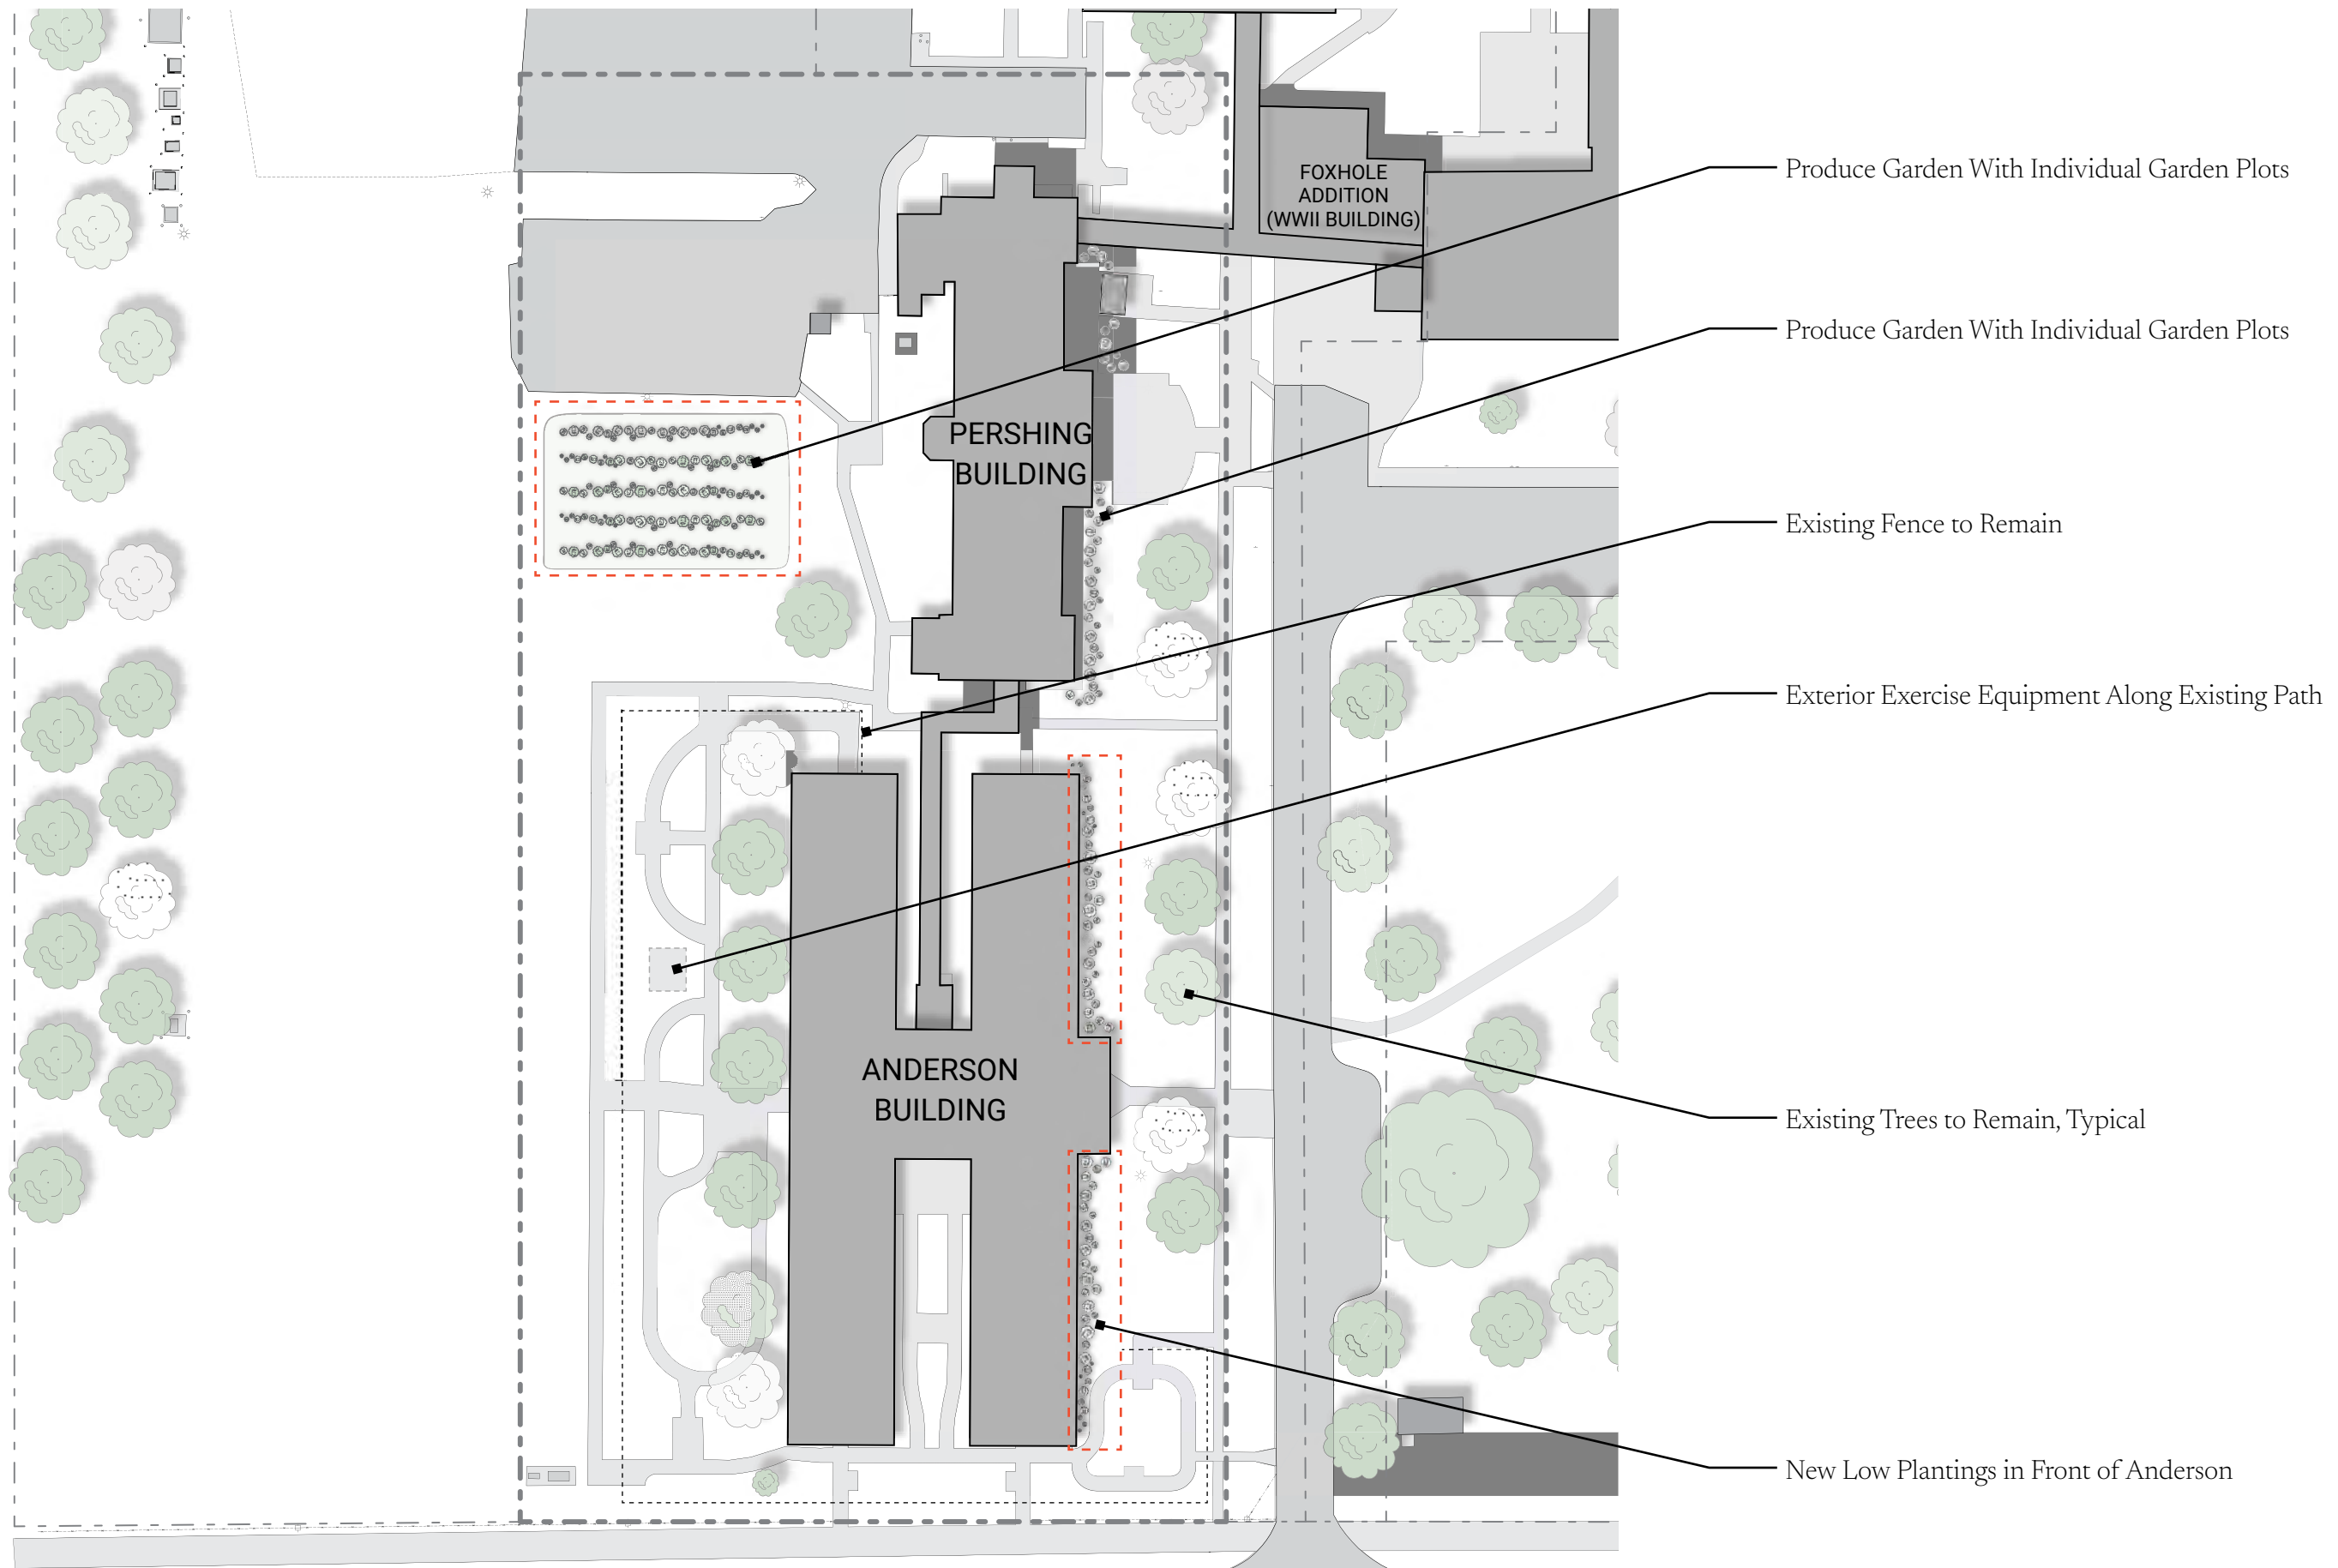 FOXHOLE
ADDITION
(WWII BUILDING)
Produce Garden With Individual Garden Plots
Produce Garden With Individual Garden Plots
PERSHING
BUILDING
Existing Fence to Remain
Exterior Exercise Equipment Along Existing Path
ANDERSON
BUILDING
Existing Trees to Remain, Typical
New Low Plantings in Front of Anderson